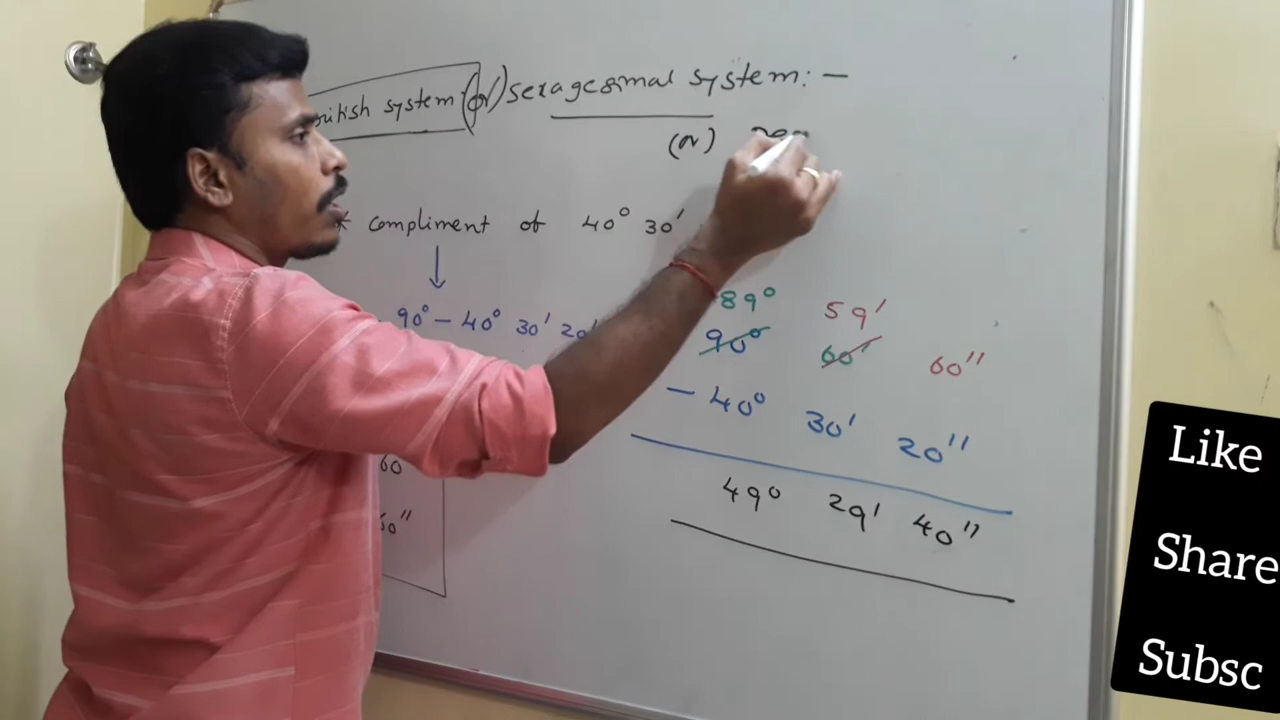 british system (or) sexagesimal system: –
(or)
* compliment of 40° 30'
90° – 40° 30' 20'
89° 59'
90° 60' 60''
– 40° 30' 20''
49° 29' 40''
60
60''
Like
Share
Subsc